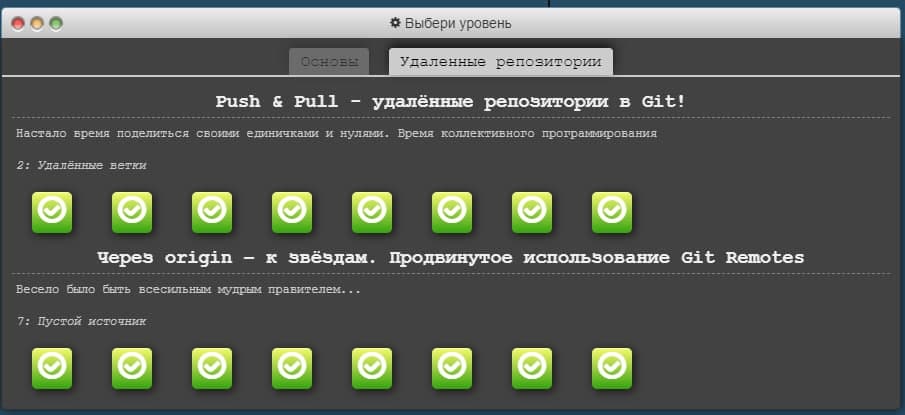 Выбери уровень
Основы
Удаленные репозитории
Push & Pull - удалённые репозитории в Git!
Настало время поделиться своими единичками и нулями. Время коллективного программирования
2: Удалённые ветки
Через origin – к звёздам. Продвинутое использование Git Remotes
Весело было быть всесильным мудрым правителем...
7: Пустой источник